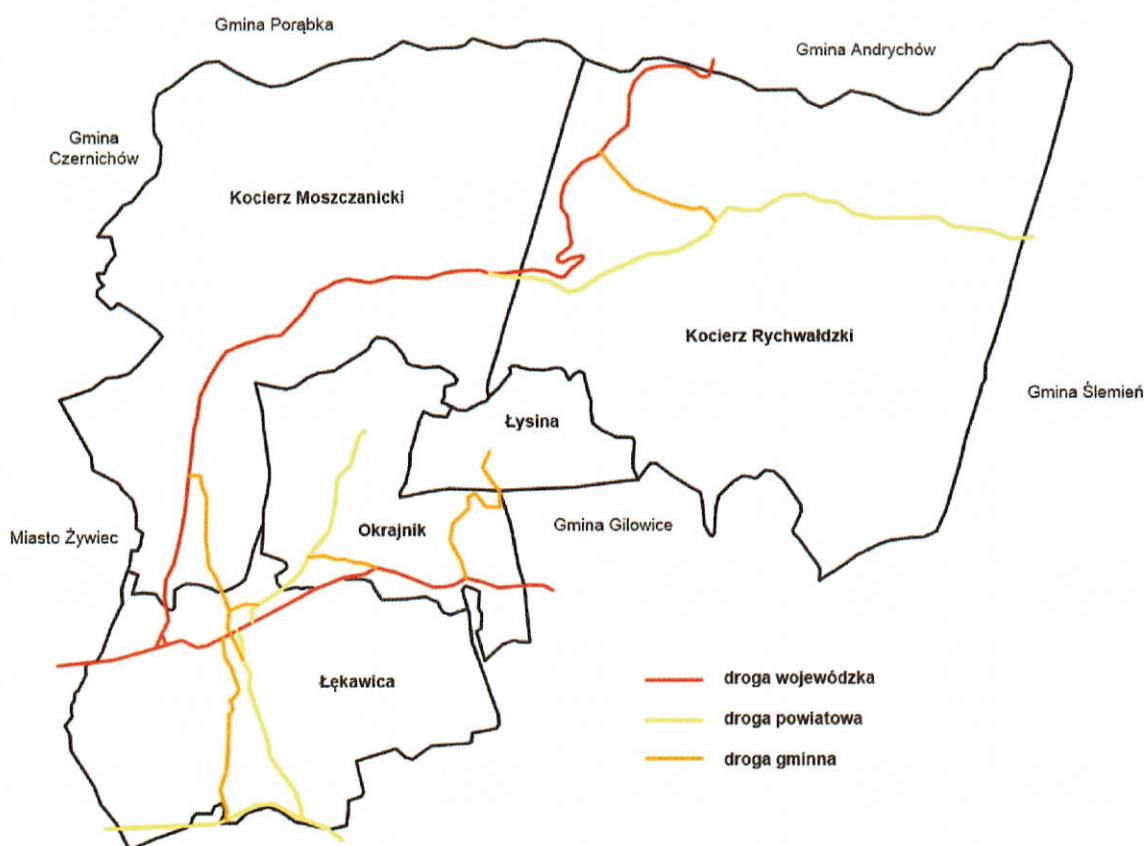 Gmina Porąbka
Gmina Andrychów
Gmina
Czernichów
Kocierz Moszczanicki
Kocierz Rychwałdzki
Gmina Ślemień
Łysina
Miasto Żywiec
Okrajnik
Gmina Gilowice
Łękawica
droga wojewódzka
droga powiatowa
droga gminna